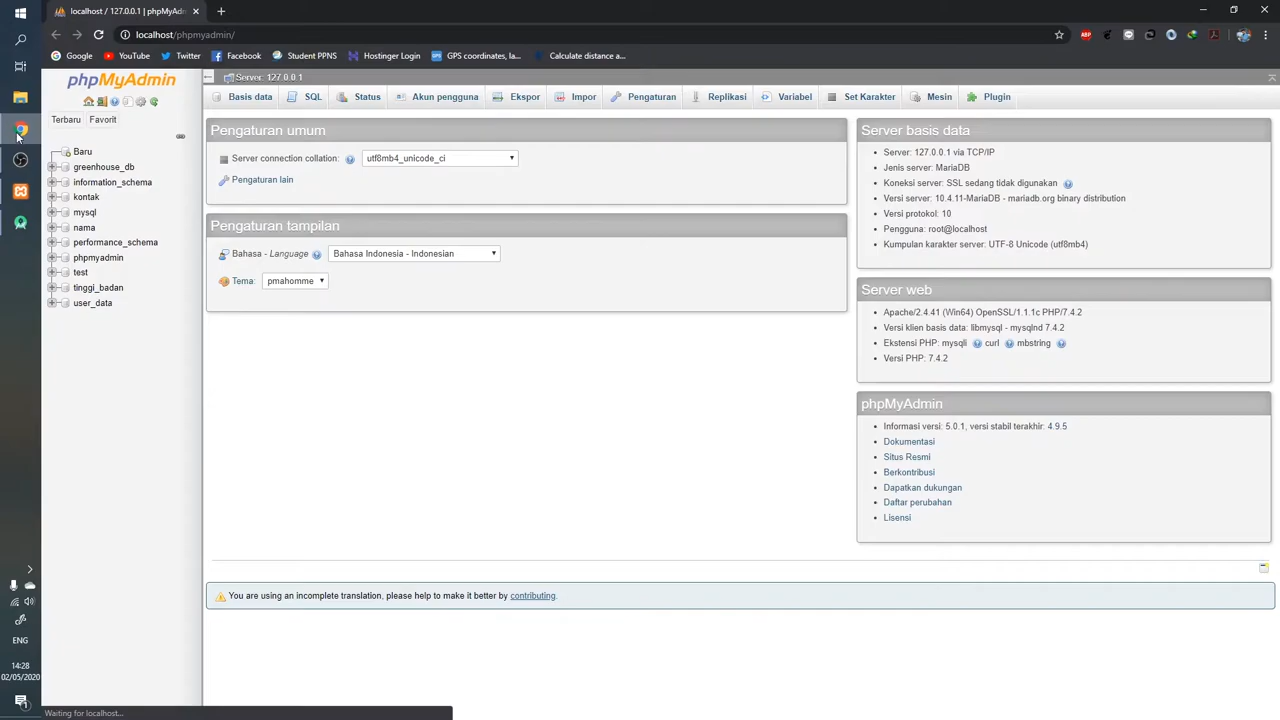 localhost / 127.0.0.1 | phpMyAdm
localhost/phpmyadmin/
Google
YouTube
Twitter
Facebook
Student PPNS
Hostinger Login
GPS coordinates, la...
Calculate distance a...
ABP
phpMyAdmin
Terbaru
Favorit
Baru
greenhouse_db
information_schema
kontak
mysql
nama
performance_schema
phpmyadmin
test
tinggi_badan
user_data
Server: 127.0.0.1
Basis data
SQL
Status
Akun pengguna
Ekspor
Impor
Pengaturan
Replikasi
Variabel
Set Karakter
Mesin
Plugin
Pengaturan umum
Server connection collation:
utf8mb4_unicode_ci
Pengaturan lain
Pengaturan tampilan
Bahasa - Language
Bahasa Indonesia - Indonesian
Tema:
pmahomme
Server basis data
Server: 127.0.0.1 via TCP/IP
Jenis server: MariaDB
Koneksi server: SSL sedang tidak digunakan
Versi server: 10.4.11-MariaDB - mariadb.org binary distribution
Versi protokol: 10
Pengguna: root@localhost
Kumpulan karakter server: UTF-8 Unicode (utf8mb4)
Server web
Apache/2.4.41 (Win64) OpenSSL/1.1.1c PHP/7.4.2
Versi klien basis data: libmysql - mysqlnd 7.4.2
Ekstensi PHP: mysqli curl mbstring
Versi PHP: 7.4.2
phpMyAdmin
Informasi versi: 5.0.1, versi stabil terakhir: 4.9.5
Dokumentasi
Situs Resmi
Berkontribusi
Dapatkan dukungan
Daftar perubahan
Lisensi
You are using an incomplete translation, please help to make it better by contributing.
ENG
14:28
02/05/2020
Waiting for localhost...